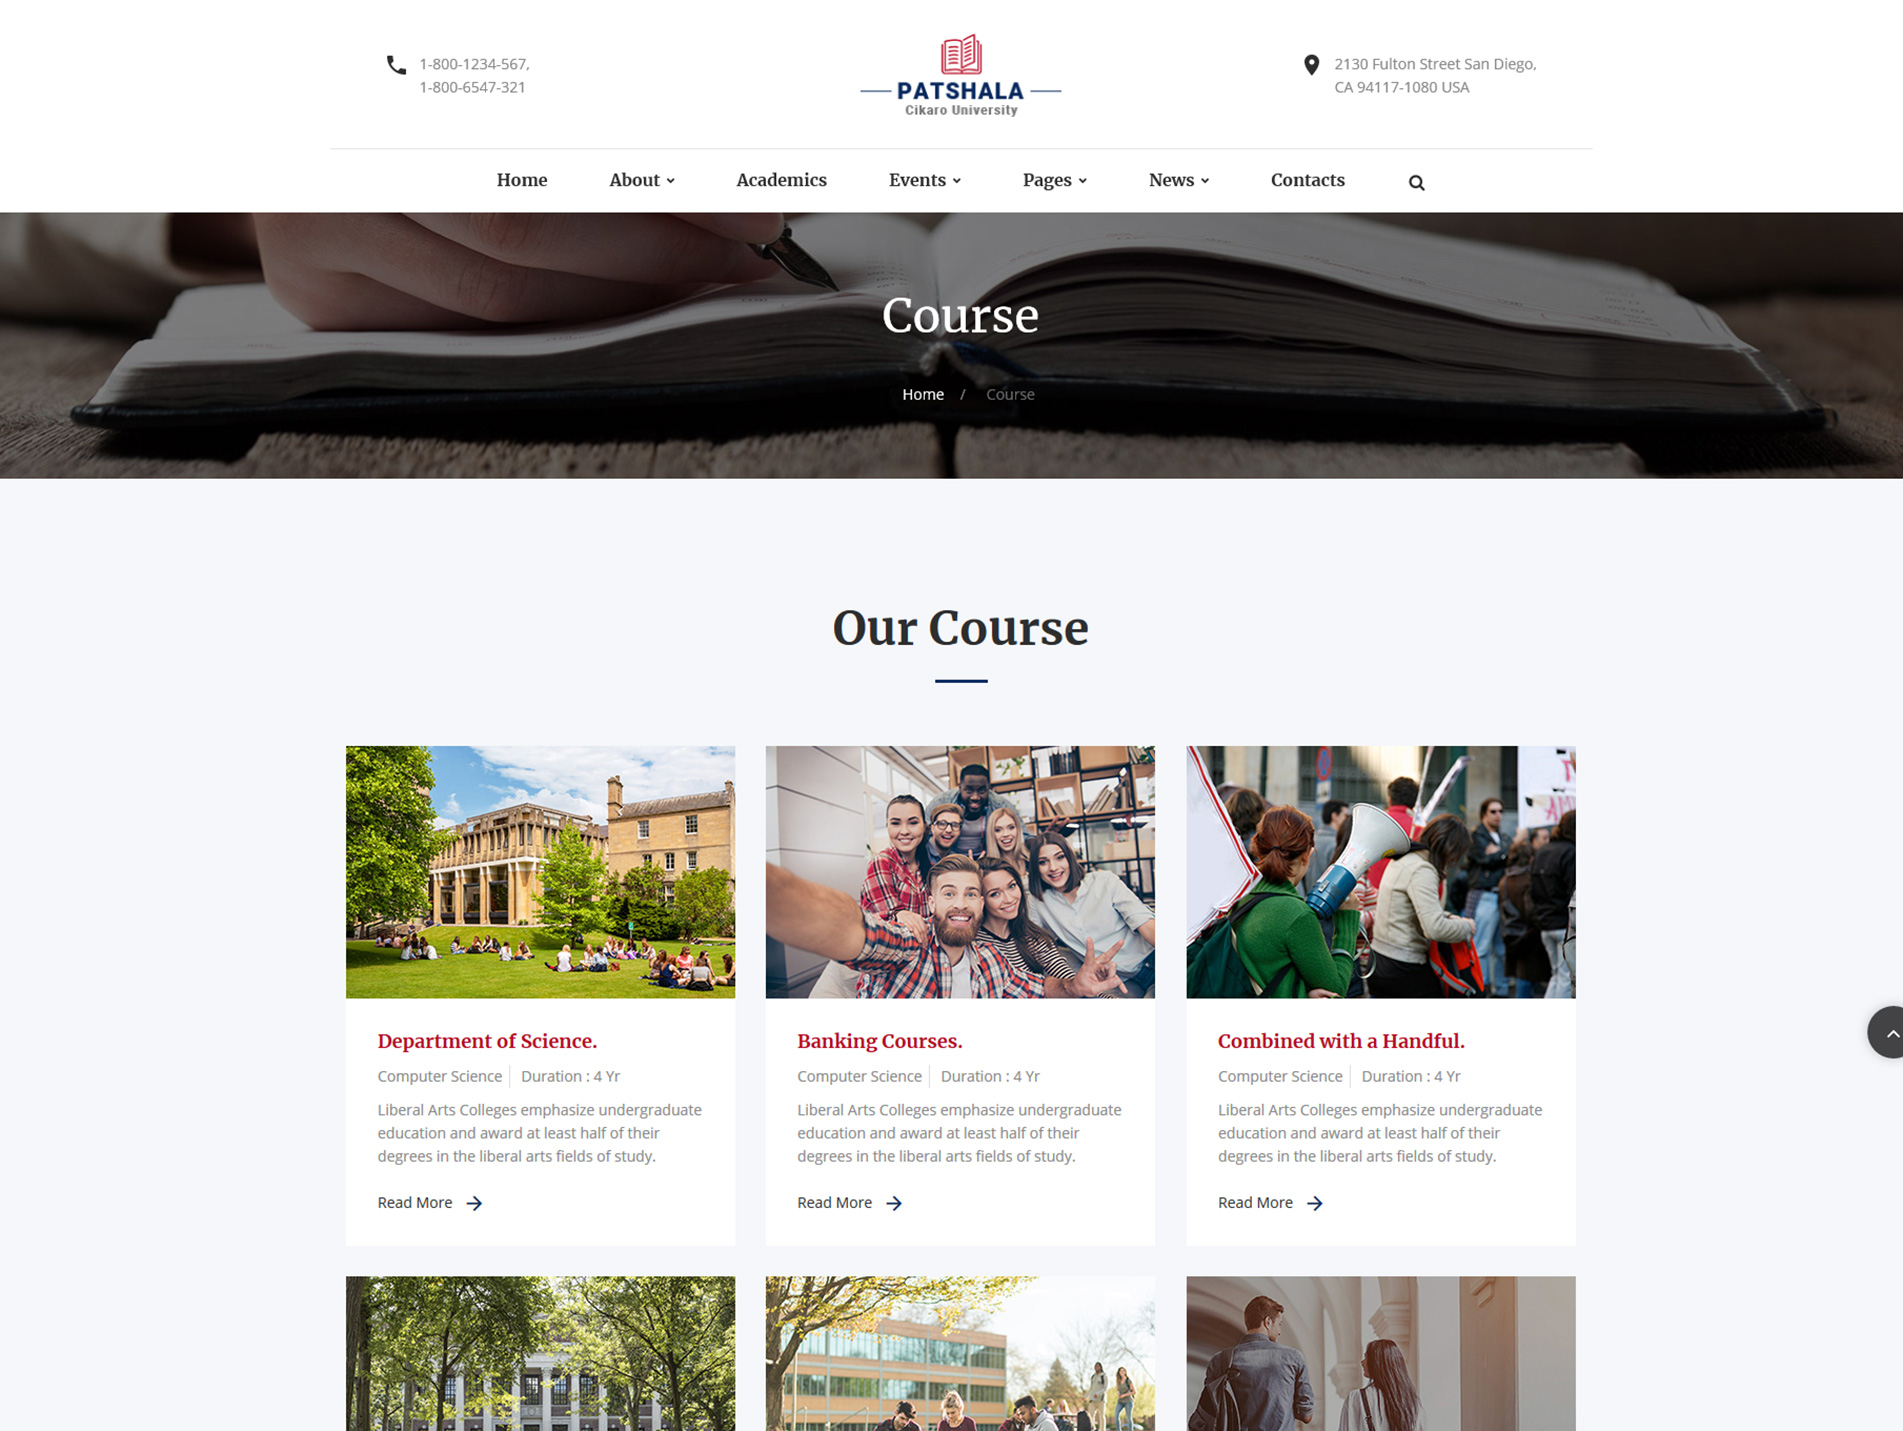 1-800-1234-567,
1-800-6547-321
PATSHALA
Cikaro University
2130 Fulton Street San Diego,
CA 94117-1080 USA
Home About Academics Events Pages News Contacts
Course
Home / Course
Our Course
Department of Science.
Computer Science Duration : 4 Yr
Liberal Arts Colleges emphasize undergraduate
education and award at least half of their
degrees in the liberal arts fields of study.
Read More
Banking Courses.
Computer Science Duration : 4 Yr
Liberal Arts Colleges emphasize undergraduate
education and award at least half of their
degrees in the liberal arts fields of study.
Read More
Combined with a Handful.
Computer Science Duration : 4 Yr
Liberal Arts Colleges emphasize undergraduate
education and award at least half of their
degrees in the liberal arts fields of study.
Read More